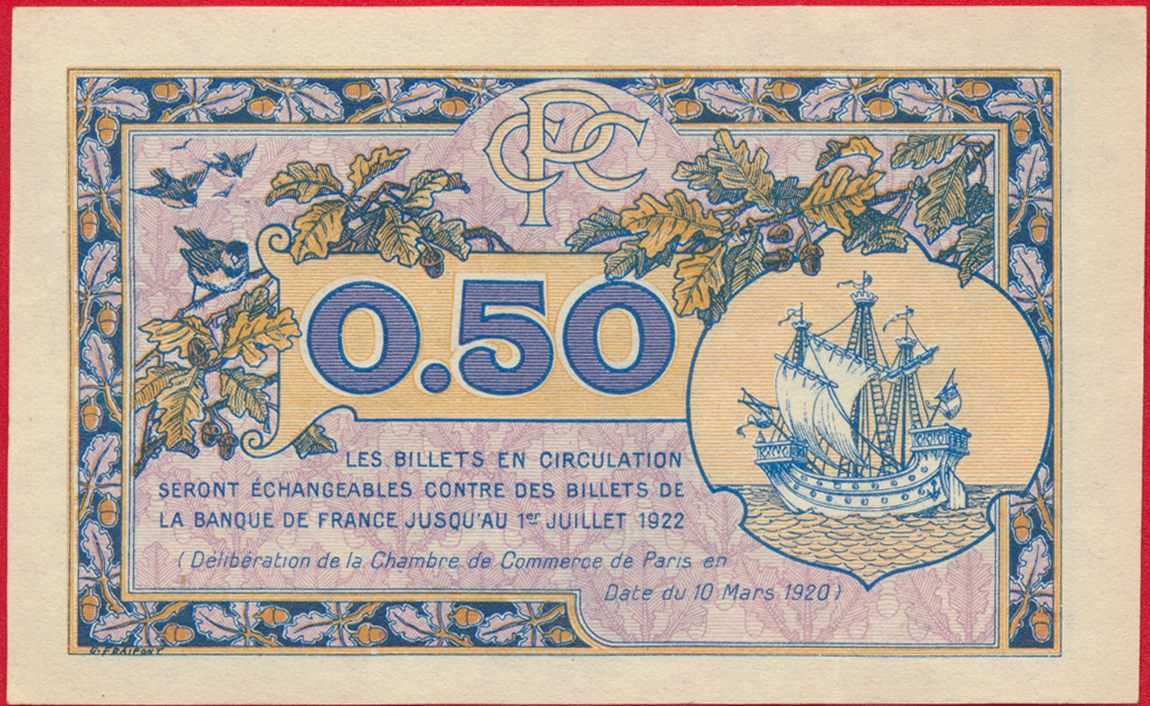 CCPC
0.50
LES BILLETS EN CIRCULATION
SERONT ÉCHANGEABLES CONTRE DES BILLETS DE
LA BANQUE DE FRANCE JUSQU'AU 1er JUILLET 1922
(Délibération de la Chambre de Commerce de Paris en
Date du 10 Mars 1920)
G. FRAIPONT